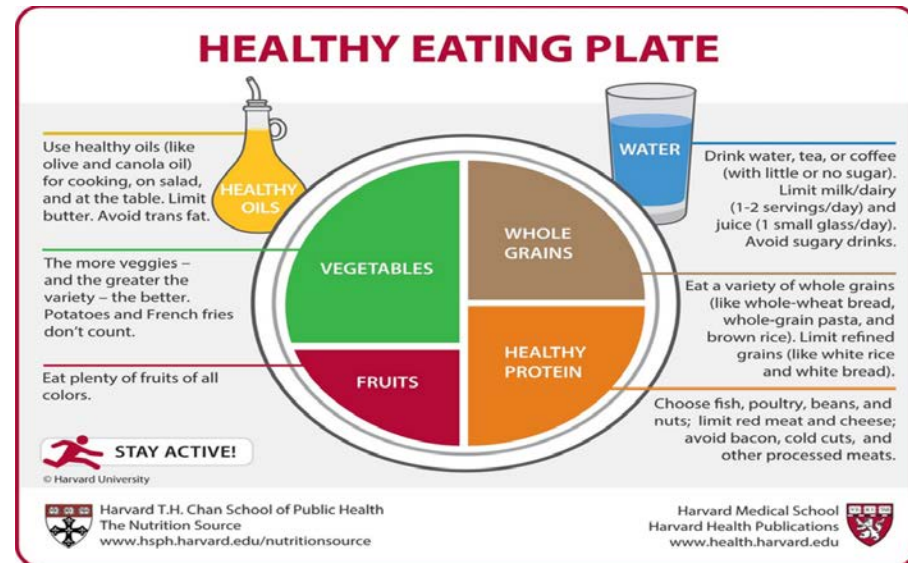 HEALTHY EATING PLATE
Use healthy oils (like
olive and canola oil)
for cooking, on salad,
and at the table. Limit
butter. Avoid trans fat.
HEALTHY
OILS
The more veggies –
and the greater the
variety – the better.
Potatoes and French fries
don't count.
Eat plenty of fruits of all
colors.
VEGETABLES
FRUITS
WHOLE
GRAINS
HEALTHY
PROTEIN
WATER
Drink water, tea, or coffee
(with little or no sugar).
Limit milk/dairy
(1-2 servings/day) and
juice (1 small glass/day).
Avoid sugary drinks.
Eat a variety of whole grains
(like whole-wheat bread,
whole-grain pasta, and
brown rice). Limit refined
grains (like white rice
and white bread).
Choose fish, poultry, beans, and
nuts; limit red meat and cheese;
avoid bacon, cold cuts, and
other processed meats.
STAY ACTIVE!
© Harvard University
Harvard T.H. Chan School of Public Health
The Nutrition Source
www.hsph.harvard.edu/nutritionsource
Harvard Medical School
Harvard Health Publications
www.health.harvard.edu